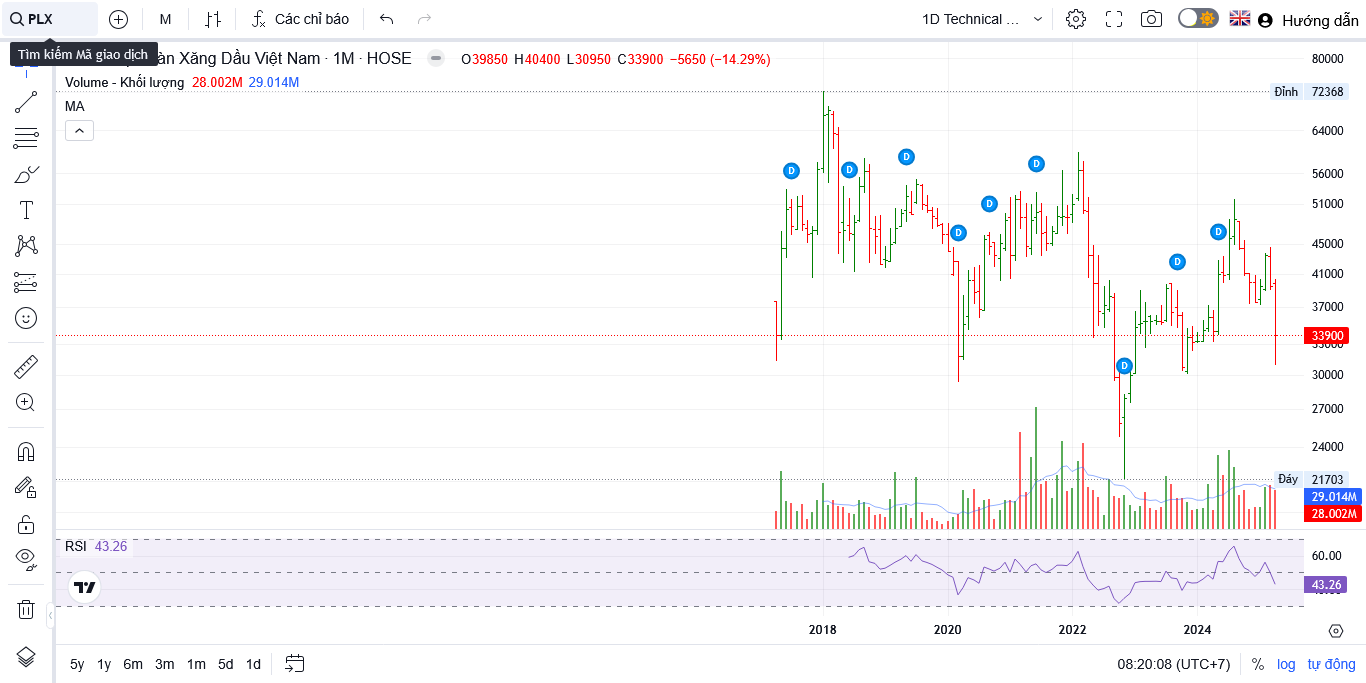 PLX M Các chỉ báo 1D Technical ... Hướng dẫn
Tìm kiếm Mã giao dịch
àn Xăng Dầu Việt Nam · 1M · HOSE O39850 H40400 L30950 C33900 −5650 (−14.29%)
Volume - Khối lượng 28.002M 29.014M
MA
80000
Đỉnh 72368
64000
56000
51000
45000
41000
37000
33900
35000
30000
27000
24000
Đáy 21703
29.014M
28.002M
D
D
D
D
D
D
D
D
D
RSI 43.26
60.00
43.26
2018 2020 2022 2024
5y 1y 6m 3m 1m 5d 1d 08:20:08 (UTC+7) % log tự động